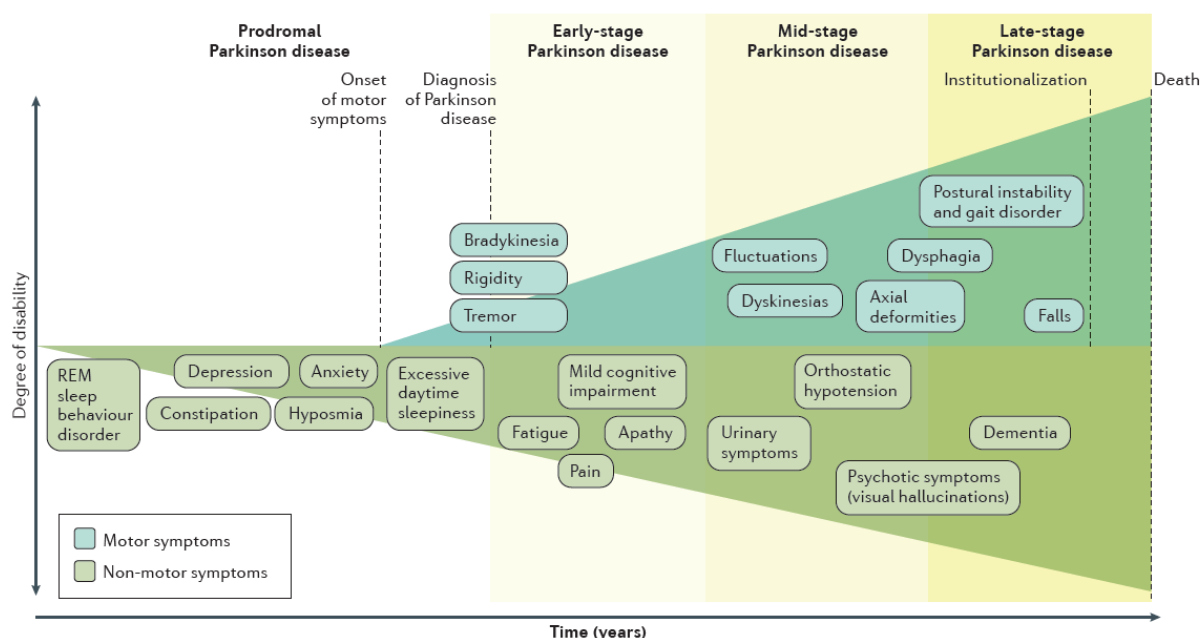 Prodromal
Parkinson disease
Early-stage
Parkinson disease
Mid-stage
Parkinson disease
Late-stage
Parkinson disease
Onset
of motor
symptoms
Diagnosis
of Parkinson
disease
Institutionalization
Death
Degree of disability
Postural instability
and gait disorder
Bradykinesia
Rigidity
Tremor
Fluctuations
Dysphagia
Dyskinesias
Axial
deformities
Falls
REM
sleep
behaviour
disorder
Depression
Anxiety
Constipation
Hyposmia
Excessive
daytime
sleepiness
Mild cognitive
impairment
Orthostatic
hypotension
Fatigue
Apathy
Pain
Urinary
symptoms
Dementia
Psychotic symptoms
(visual hallucinations)
Motor symptoms
Non-motor symptoms
Time (years)